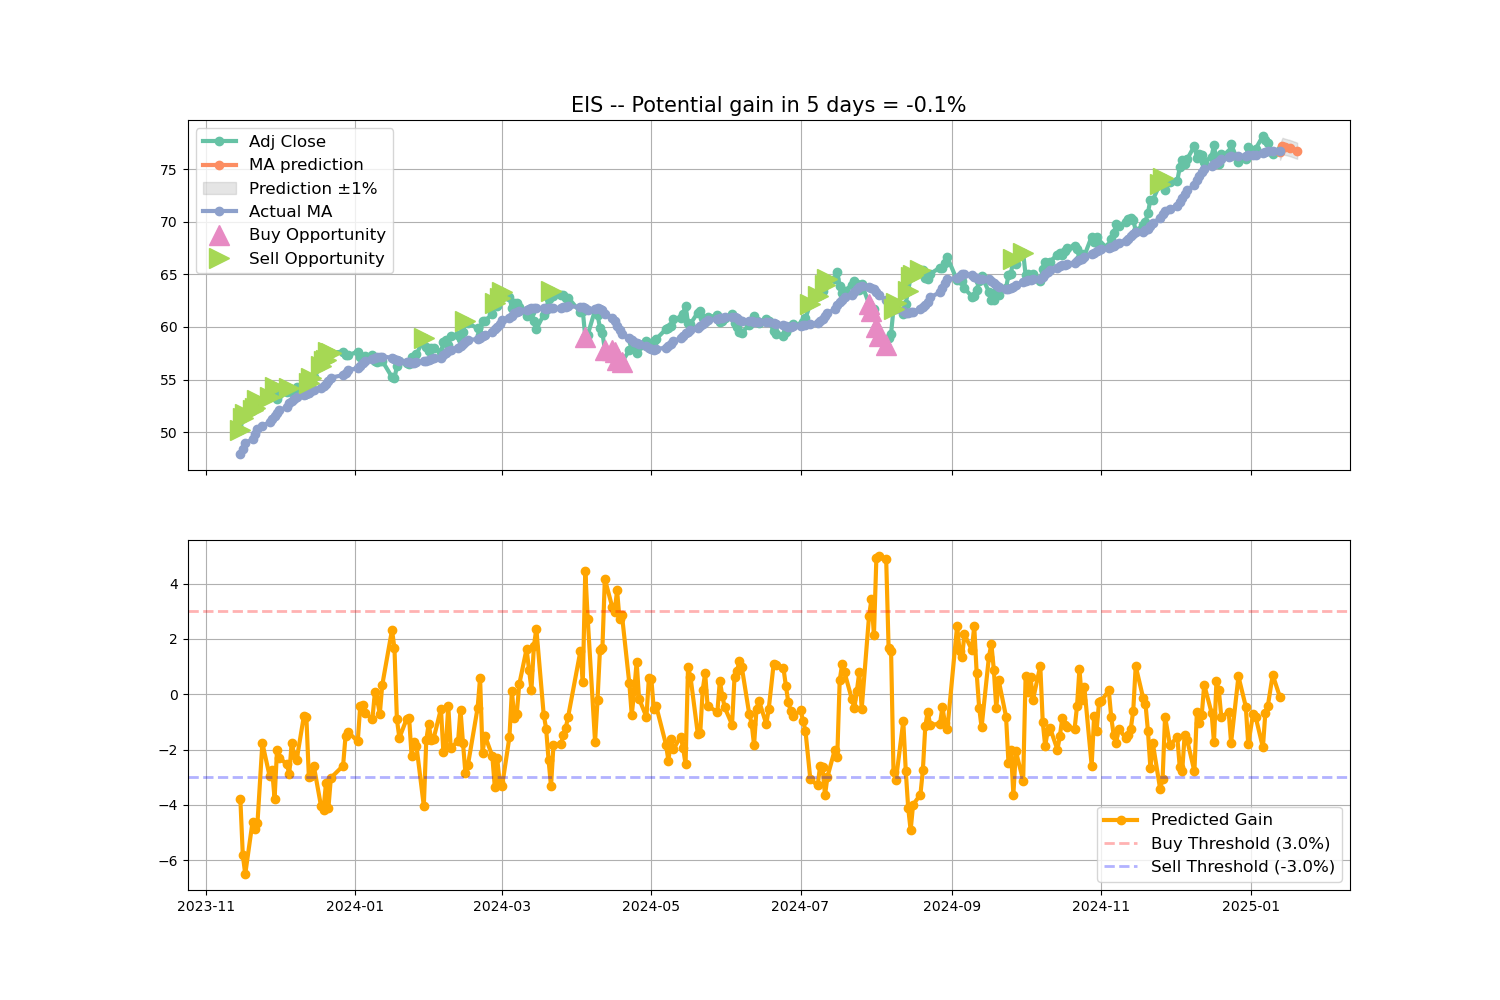 EIS -- Potential gain in 5 days = -0.1%
Adj Close
MA prediction
Prediction ±1%
Actual MA
Buy Opportunity
Sell Opportunity
75
70
65
60
55
50
4
2
0
−2
−4
−6
Predicted Gain
Buy Threshold (3.0%)
Sell Threshold (-3.0%)
2023-11 2024-01 2024-03 2024-05 2024-07 2024-09 2024-11 2025-01